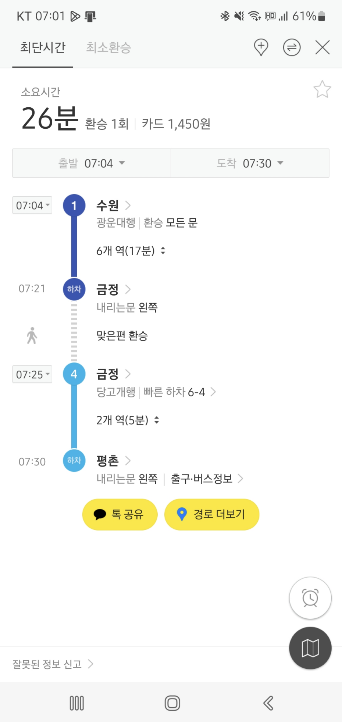 KT 07:01 61%
최단시간 최소환승
소요시간
26분 환승 1회 카드 1,450원
출발 07:04 도착 07:30
07:04 1 수원
광운대행 환승 모든 문
6개 역(17분)
07:21 하차 금정
내리는문 왼쪽
맞은편 환승
07:25 4 금정
당고개행 빠른 하차 6-4
2개 역(5분)
07:30 하차 평촌
내리는문 왼쪽 출구·버스정보
톡 공유 경로 더보기
잘못된 정보 신고